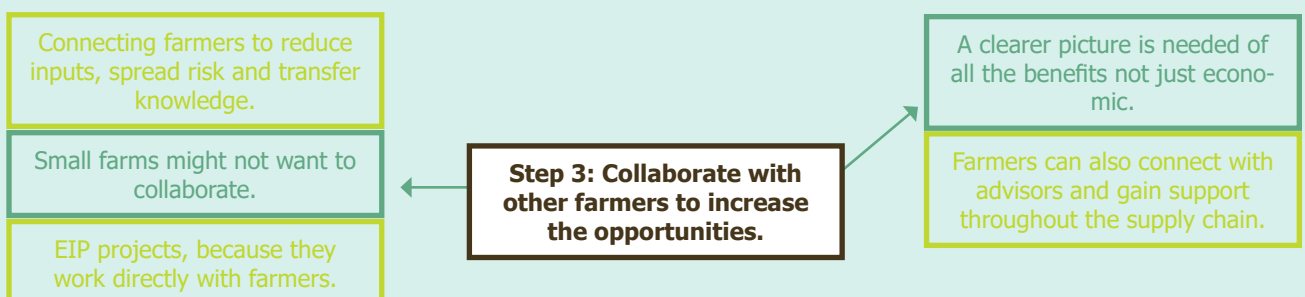 Connecting farmers to reduce
inputs, spread risk and transfer
knowledge.
Small farms might not want to
collaborate.
EIP projects, because they
work directly with farmers.
Step 3: Collaborate with
other farmers to increase
the opportunities.
A clearer picture is needed of
all the benefits not just econo-
mic.
Farmers can also connect with
advisors and gain support
throughout the supply chain.